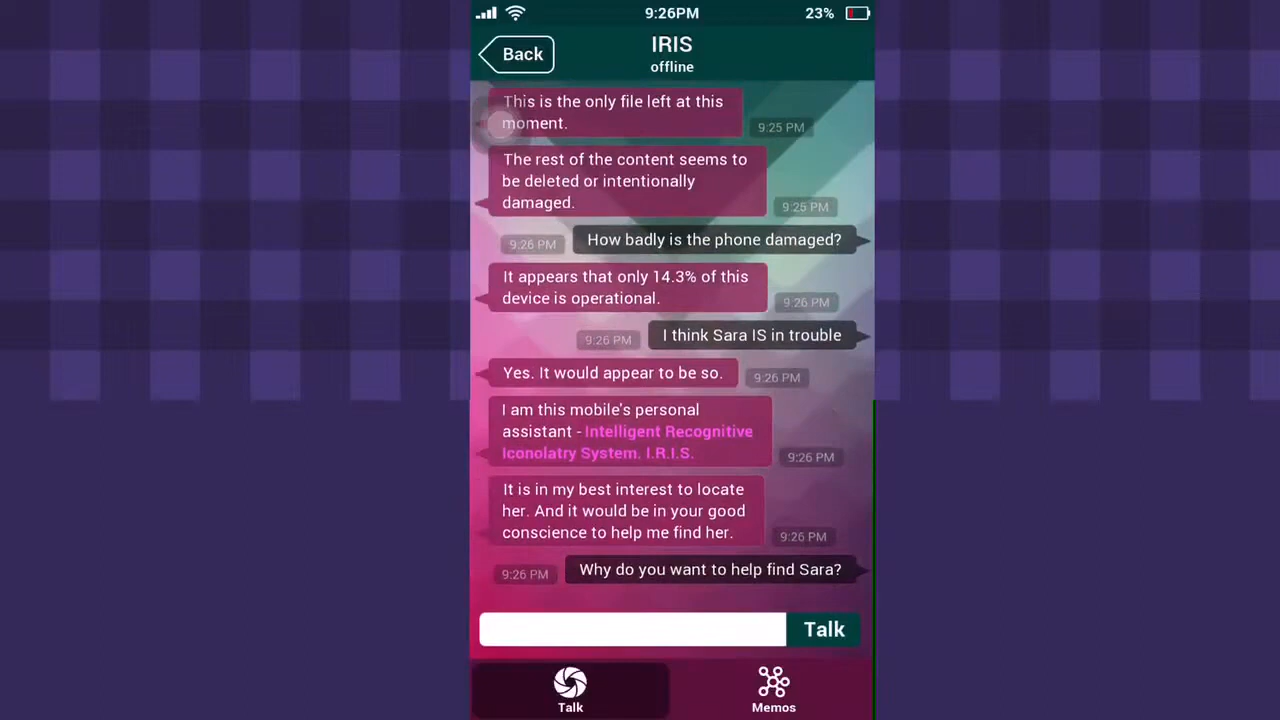 9:26PM
23%
Back
IRIS
offline
This is the only file left at this
moment.
9:25 PM
The rest of the content seems to
be deleted or intentionally
damaged.
9:25 PM
9:26 PM
How badly is the phone damaged?
It appears that only 14.3% of this
device is operational.
9:26 PM
9:26 PM
I think Sara IS in trouble
Yes. It would appear to be so.
9:26 PM
I am this mobile's personal
assistant - Intelligent Recognitive
Iconolatry System. I.R.I.S.
9:26 PM
It is in my best interest to locate
her. And it would be in your good
conscience to help me find her.
9:26 PM
9:26 PM
Why do you want to help find Sara?
Talk
Talk
Memos